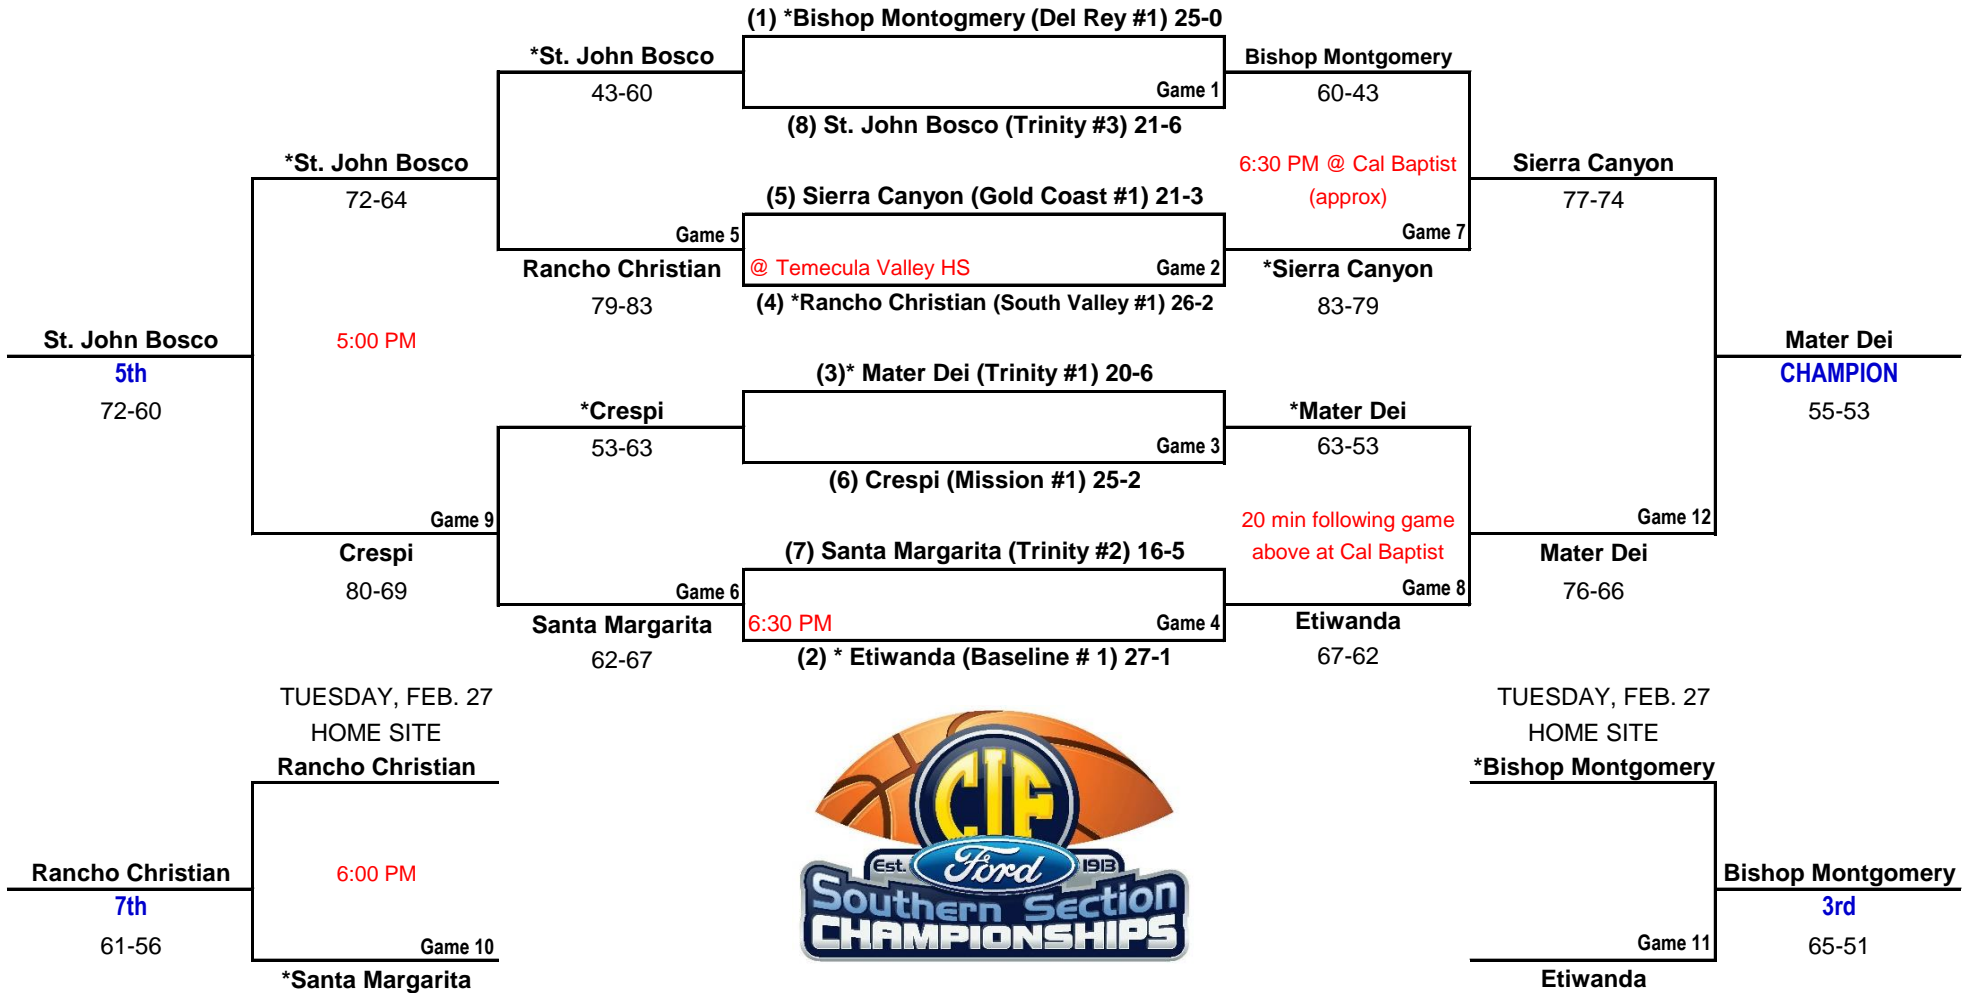 (1) *Bishop Montogmery (Del Rey #1) 25-0
*St. John Bosco
Bishop Montgomery
43-60
Game 1
60-43
(8) St. John Bosco (Trinity #3) 21-6
*St. John Bosco
6:30 PM @ Cal Baptist
(approx)
Sierra Canyon
72-64
(5) Sierra Canyon (Gold Coast #1) 21-3
77-74
Game 5
Game 7
Rancho Christian
@ Temecula Valley HS
Game 2
*Sierra Canyon
79-83
(4) *Rancho Christian (South Valley #1) 26-2
83-79
St. John Bosco
5:00 PM
Mater Dei
5th
CHAMPION
(3)* Mater Dei (Trinity #1) 20-6
72-60
*Crespi
*Mater Dei
55-53
53-63
Game 3
63-53
(6) Crespi (Mission #1) 25-2
Game 9
20 min following game
above at Cal Baptist
Game 12
Crespi
(7) Santa Margarita (Trinity #2) 16-5
Mater Dei
80-69
Game 6
Game 8
76-66
Santa Margarita
6:30 PM
Game 4
Etiwanda
62-67
(2) * Etiwanda (Baseline # 1) 27-1
67-62
TUESDAY, FEB. 27
HOME SITE
Rancho Christian
TUESDAY, FEB. 27
HOME SITE
*Bishop Montgomery
CIF
Est.
Ford
1913
Southern Section
CHAMPIONSHIPS
Rancho Christian
6:00 PM
7th
61-56
Game 10
*Santa Margarita
Bishop Montgomery
3rd
Game 11
65-51
Etiwanda